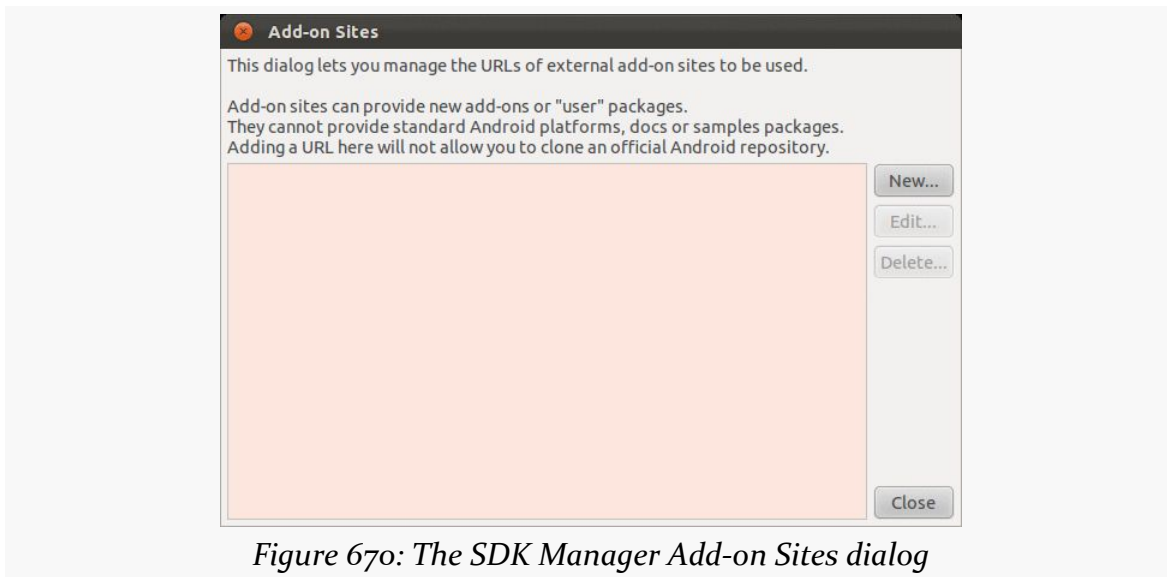 Add-on Sites
This dialog lets you manage the URLs of external add-on sites to be used.
Add-on sites can provide new add-ons or "user" packages.
They cannot provide standard Android platforms, docs or samples packages.
Adding a URL here will not allow you to clone an official Android repository.
New...
Edit...
Delete...
Close
Figure 670: The SDK Manager Add-on Sites dialog